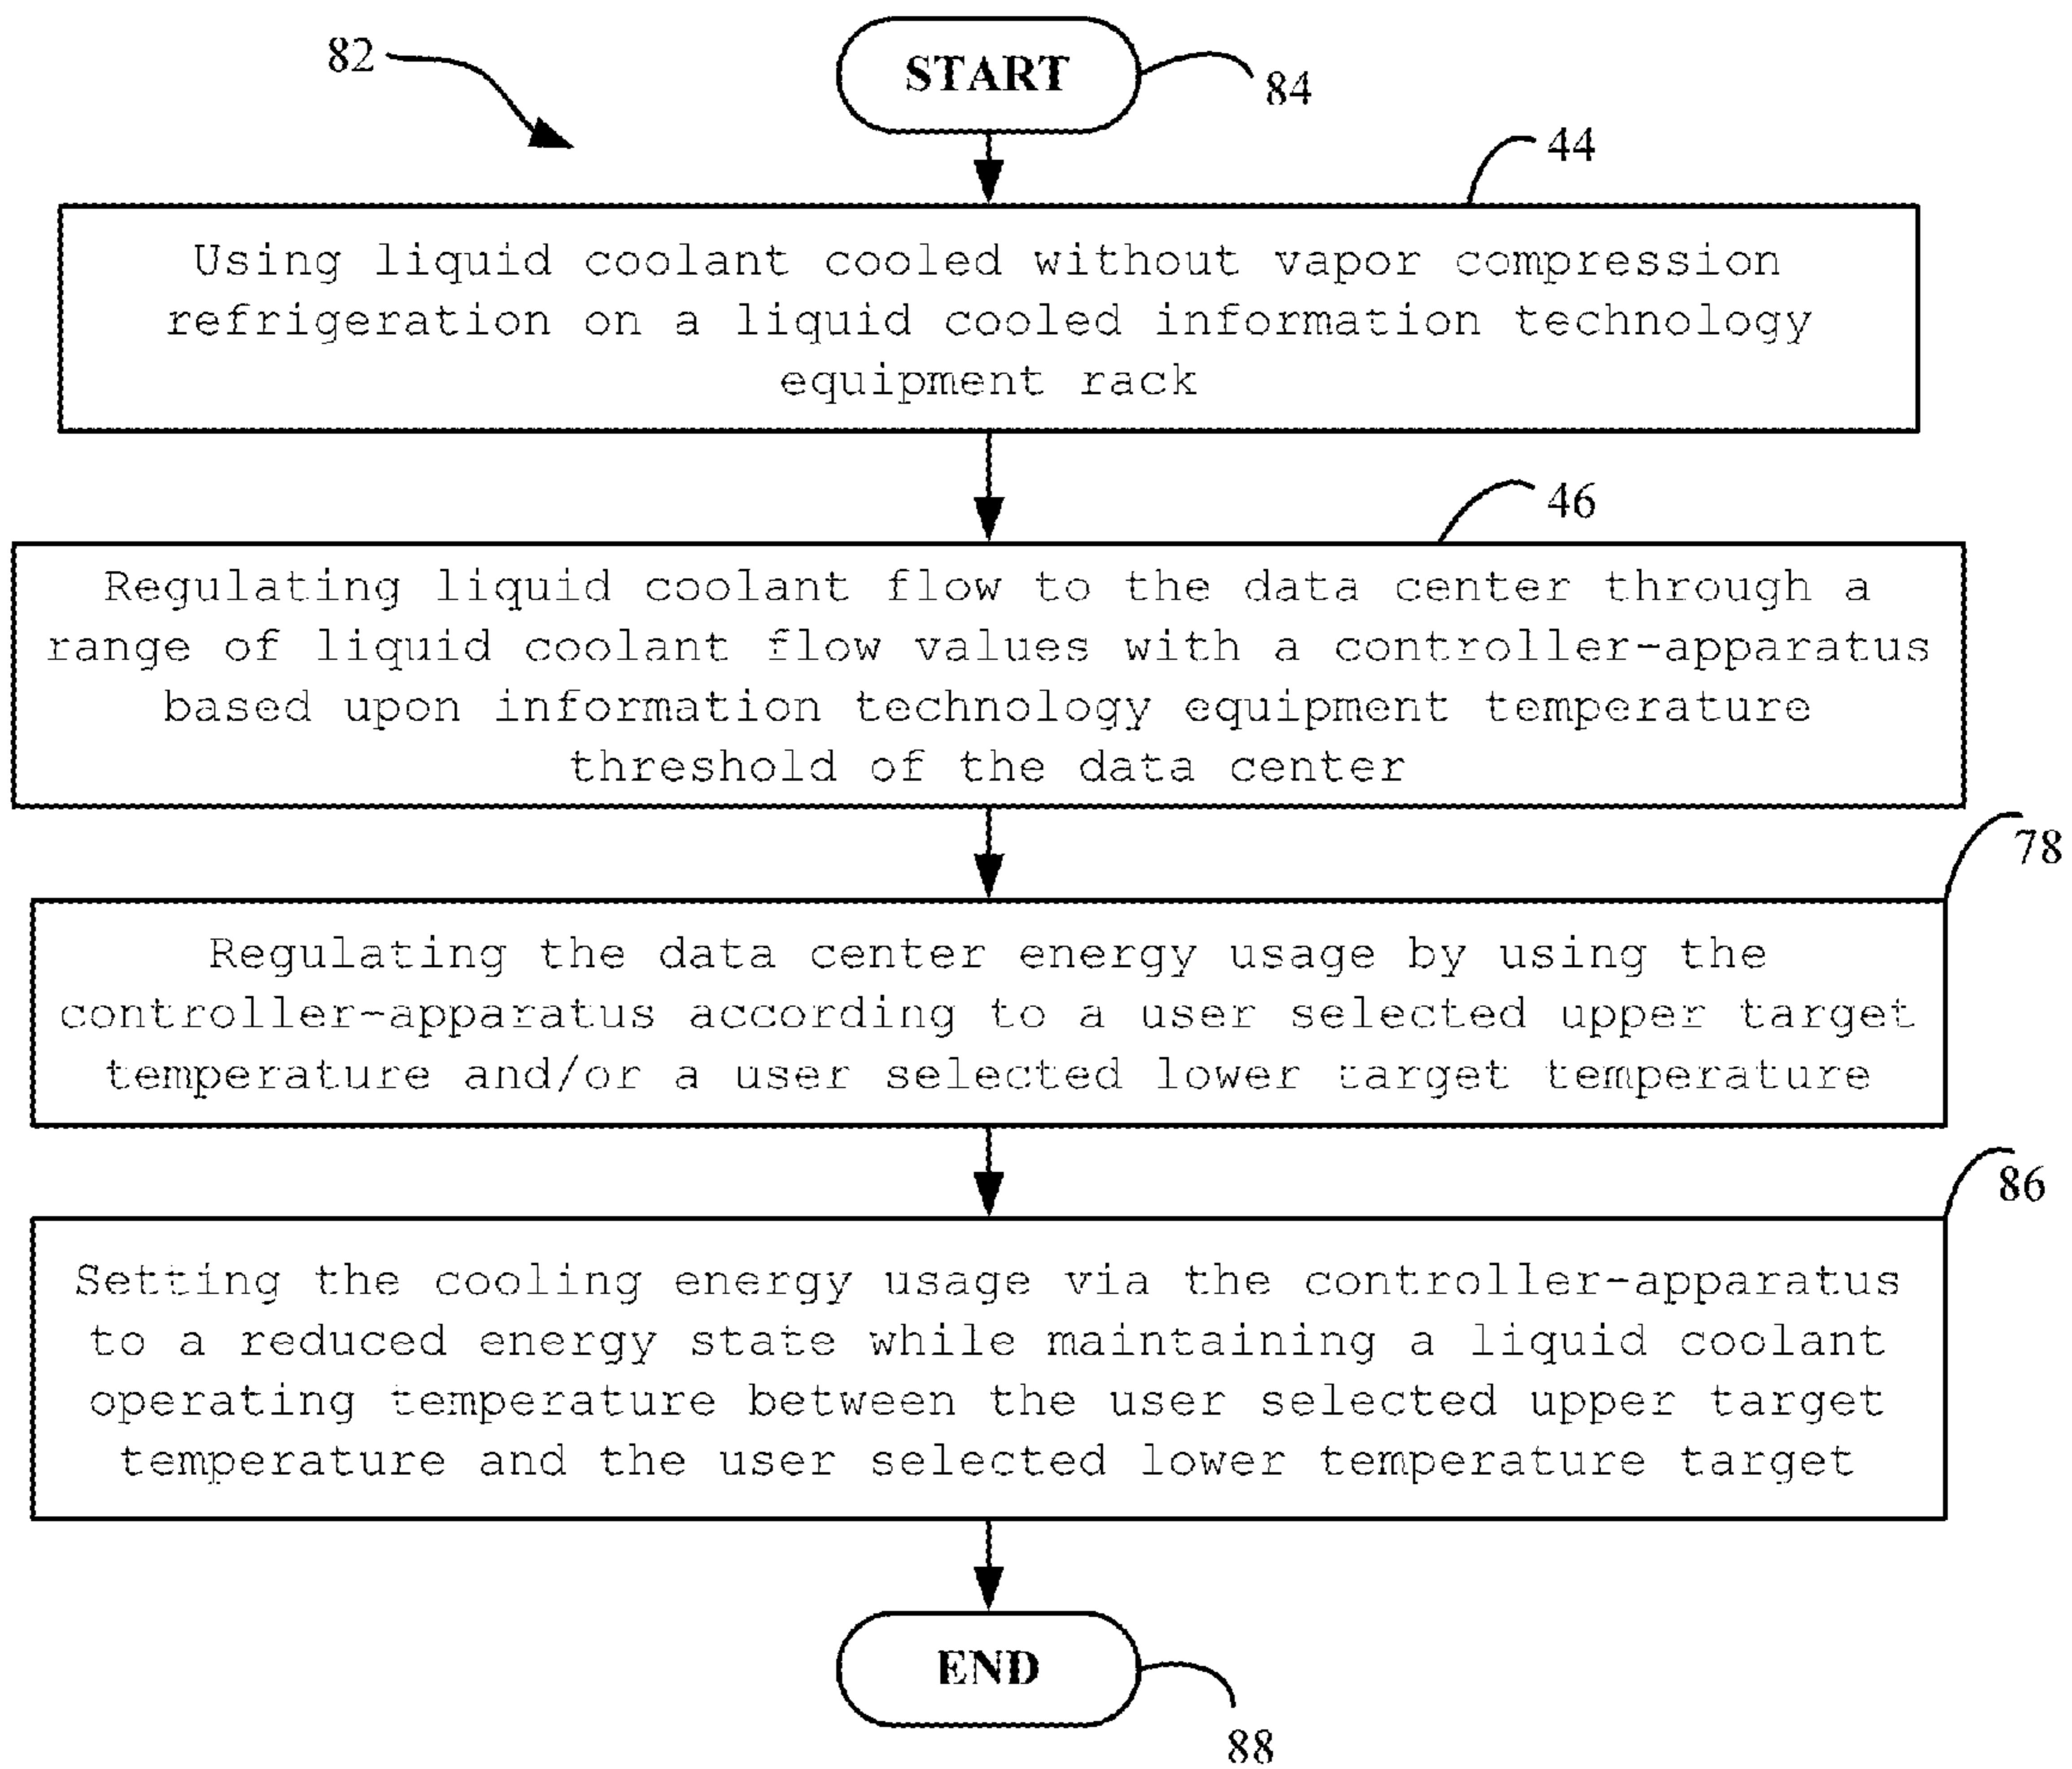 82
START
84
44
Using liquid coolant cooled without vapor compression
refrigeration on a liquid cooled information technology
equipment rack
46
Regulating liquid coolant flow to the data center through a
range of liquid coolant flow values with a controller-apparatus
based upon information technology equipment temperature
threshold of the data center
78
Regulating the data center energy usage by using the
controller-apparatus according to a user selected upper target
temperature and/or a user selected lower target temperature
86
Setting the cooling energy usage via the controller-apparatus
to a reduced energy state while maintaining a liquid coolant
operating temperature between the user selected upper target
temperature and the user selected lower temperature target
END
88